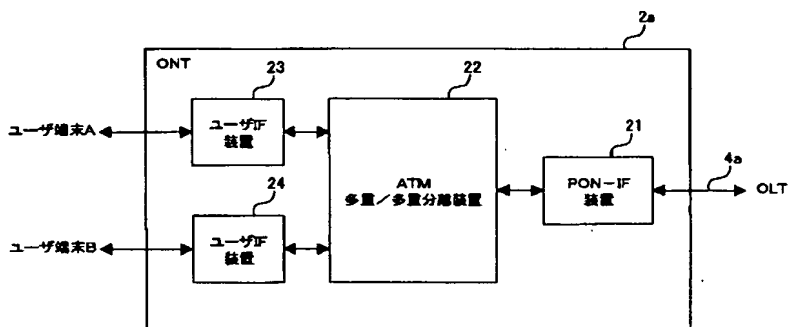 2a
ONT
23
22
ユーザ端末A
ユーザIF
装置
21
4a
ATM
多重／多重分離装置
PON-IF
装置
OLT
24
ユーザ端末B
ユーザIF
装置